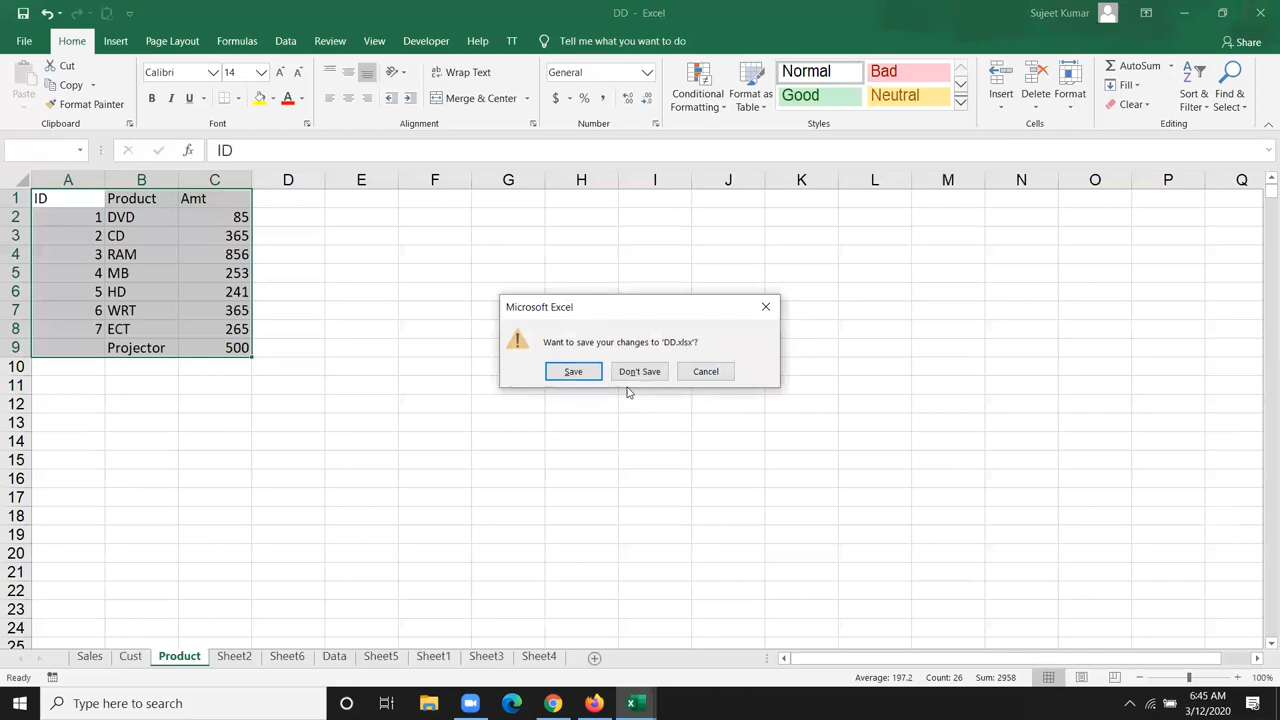 DD - Excel
Sujeet Kumar
File Home Insert Page Layout Formulas Data Review View Developer Help TT Tell me what you want to do Share
Paste
Cut
Copy
Format Painter
Clipboard
Calibri 14
B I U
Font
Wrap Text
Merge & Center
Alignment
General
$ % ,
Number
Conditional Formatting
Format as Table
Normal Bad
Good Neutral
Styles
Insert Delete Format
Cells
AutoSum
Fill
Clear
Sort & Filter
Find & Select
Editing
fx ID
A B C D E F G H I J K L M N O P Q
1 ID Product Amt
2 1 DVD 85
3 2 CD 365
4 3 RAM 856
5 4 MB 253
6 5 HD 241
7 6 WRT 365
8 7 ECT 265
9 Projector 500
10
11
12
13
14
15
16
17
18
19
20
21
22
23
24
25
Microsoft Excel
Want to save your changes to 'DD.xlsx'?
Save Don't Save Cancel
Sales Cust Product Sheet2 Sheet6 Data Sheet5 Sheet1 Sheet3 Sheet4
Ready Average: 197.2 Count: 26 Sum: 2958 100%
Type here to search
6:45 AM
3/12/2020